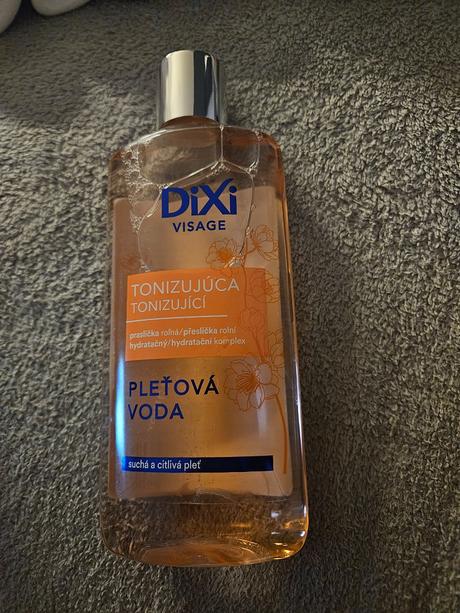 DiXi
VISAGE
TONIZUJÚCA
TONIZUJÍCÍ
praslička roľná/přeslička rolní
hydratačný/hydratační komplex
PLEŤOVÁ
VODA
suchá a citlivá pleť